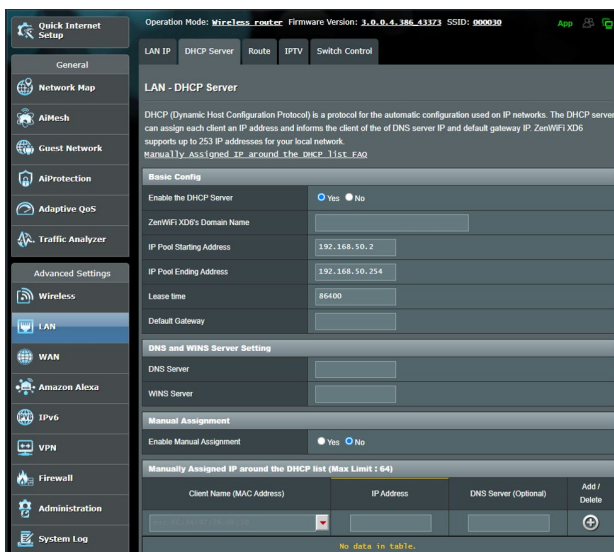 Quick Internet
Setup
General
Network Map
AiMesh
Guest Network
AiProtection
Adaptive QoS
Traffic Analyzer
Advanced Settings
Wireless
LAN
WAN
Amazon Alexa
IPv6
VPN
Firewall
Administration
System Log
Operation Mode: Wireless router Firmware Version: 3.0.0.4.386_43373 SSID: 000030 App
LAN IP DHCP Server Route IPTV Switch Control
LAN - DHCP Server
DHCP (Dynamic Host Configuration Protocol) is a protocol for the automatic configuration used on IP networks. The DHCP server
can assign each client an IP address and informs the client of the of DNS server IP and default gateway IP. ZenWiFi XD6
supports up to 253 IP addresses for your local network.
Manually Assigned IP around the DHCP list FAQ
Basic Config
Enable the DHCP Server Yes No
ZenWiFi XD6's Domain Name
IP Pool Starting Address 192.168.50.2
IP Pool Ending Address 192.168.50.254
Lease time 86400
Default Gateway
DNS and WINS Server Setting
DNS Server
WINS Server
Manual Assignment
Enable Manual Assignment Yes No
Manually Assigned IP around the DHCP list (Max Limit : 64)
Client Name (MAC Address) IP Address DNS Server (Optional) Add /
Delete
No data in table.